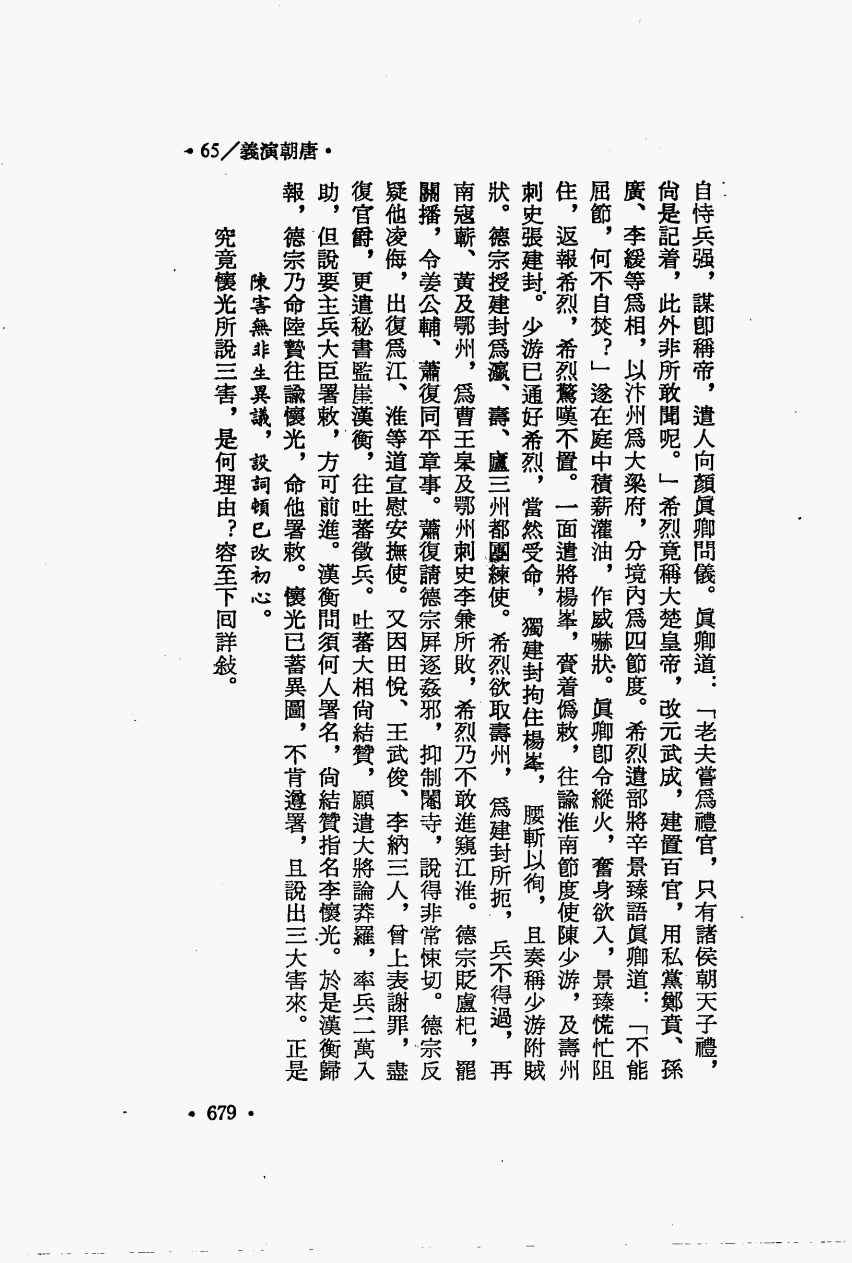 •唐朝演義／65•
自恃兵强，謀卽稱帝，遣人向顏眞卿問儀。眞卿道：「老夫嘗爲禮官，只有諸侯朝天子禮，
尙是記着，此外非所敢聞呢。」希烈竟稱大楚皇帝，改元武成，建置百官，用私黨鄭賁、孫
廣、李緩等爲相，以汴州爲大梁府，分境內爲四節度。希烈遣部將辛景臻語眞卿道：「不能
屈節，何不自焚？」遂在庭中積薪灌油，作威嚇狀。眞卿卽令縱火，奮身欲入，景臻慌忙阻
住，返報希烈，希烈驚嘆不置。一面遣將楊峯，賫着僞敕，往諭淮南節度使陳少游，及壽州
刺史張建封。少游已通好希烈，當然受命，獨建封拘住楊峯，腰斬以徇，且奏稱少游附賊
狀。德宗授建封爲濠、壽、廬三州都團練使。希烈欲取壽州，爲建封所扼，兵不得過，再
南寇蘄、黃及鄂州，爲曹王皋及鄂州刺史李兼所敗，希烈乃不敢進窺江淮。德宗貶盧杞，罷
關播，令姜公輔、蕭復同平章事。蕭復請德宗屛逐姦邪，抑制閹寺，說得非常悚切。德宗反
疑他凌侮，出復爲江、淮等道宣慰安撫使。又因田悅、王武俊、李納三人，曾上表謝罪，盡
復官爵，更遣秘書監崖漢衡，往吐蕃徵兵。吐蕃大相尙結贊，願遣大將論莽羅，率兵二萬入
助，但說要主兵大臣署敕，方可前進。漢衡問須何人署名，尙結贊指名李懷光。於是漢衡歸
報，德宗乃命陸贄往諭懷光，命他署敕。懷光已蓄異圖，不肯遵署，且說出三大害來。正是
陳害無非生異議，設詞頓已改初心。
究竟懷光所說三害，是何理由？容至下回詳敍。
•679•